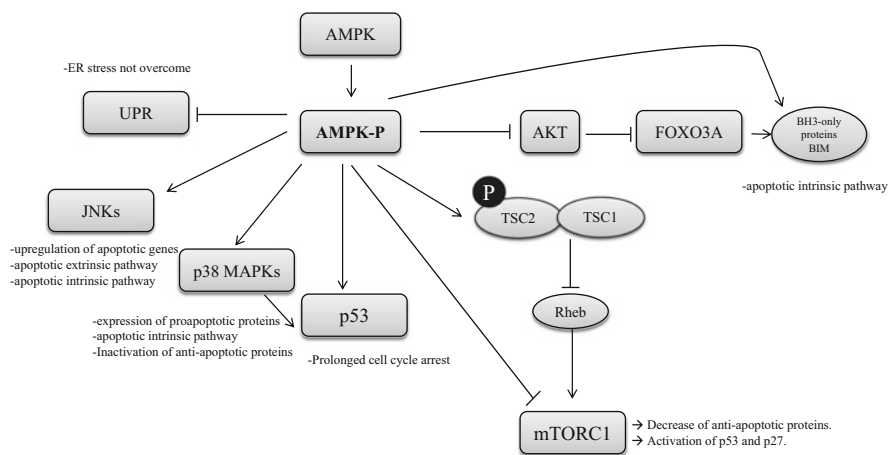 AMPK
-ER stress not overcome
UPR
AMPK-P
AKT
FOXO3A
BH3-only
proteins
BIM
-apoptotic intrinsic pathway
JNKs
-upregulation of apoptotic genes
-apoptotic extrinsic pathway
-apoptotic intrinsic pathway
P
TSC2
TSC1
p38 MAPKs
-expression of proapoptotic proteins
-apoptotic intrinsic pathway
-Inactivation of anti-apoptotic proteins
p53
-Prolonged cell cycle arrest
Rheb
mTORC1
→ Decrease of anti-apoptotic proteins.
→ Activation of p53 and p27.